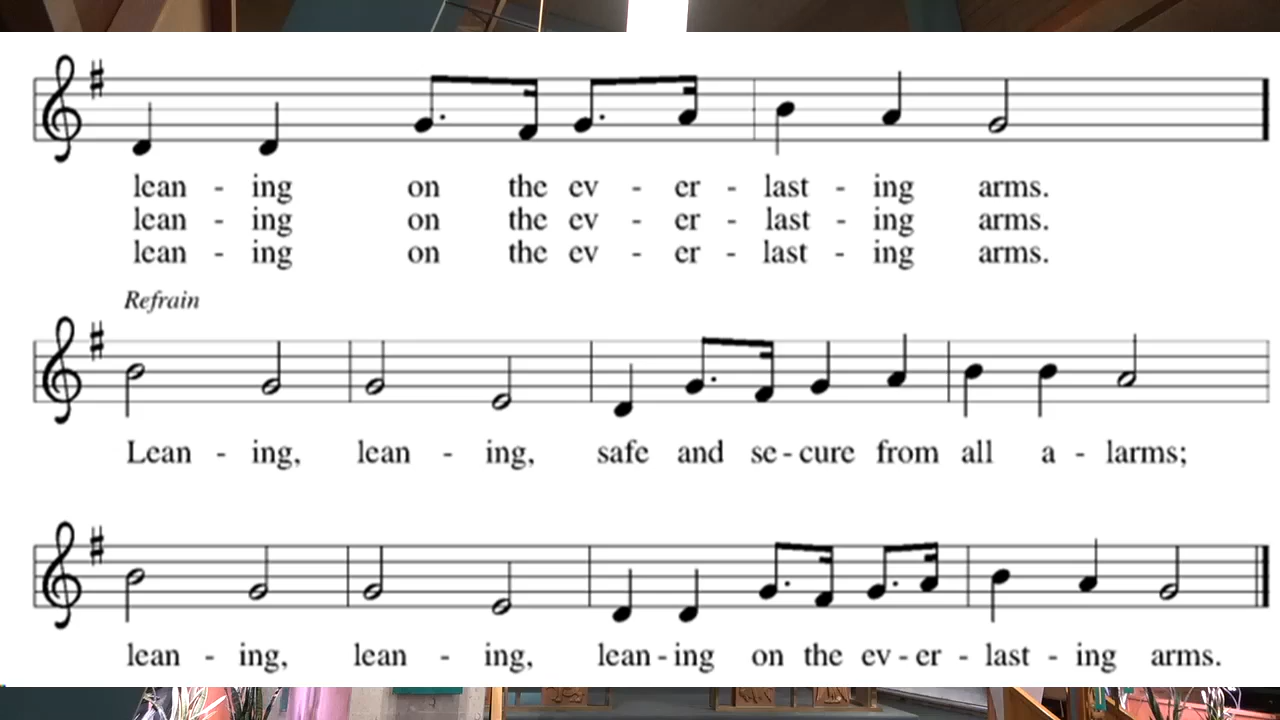 lean - ing on the ev - er - last - ing arms.
lean - ing on the ev - er - last - ing arms.
lean - ing on the ev - er - last - ing arms.
Refrain
Lean - ing, lean - ing, safe and se - cure from all a - larms;
lean - ing, lean - ing, lean - ing on the ev - er - last - ing arms.